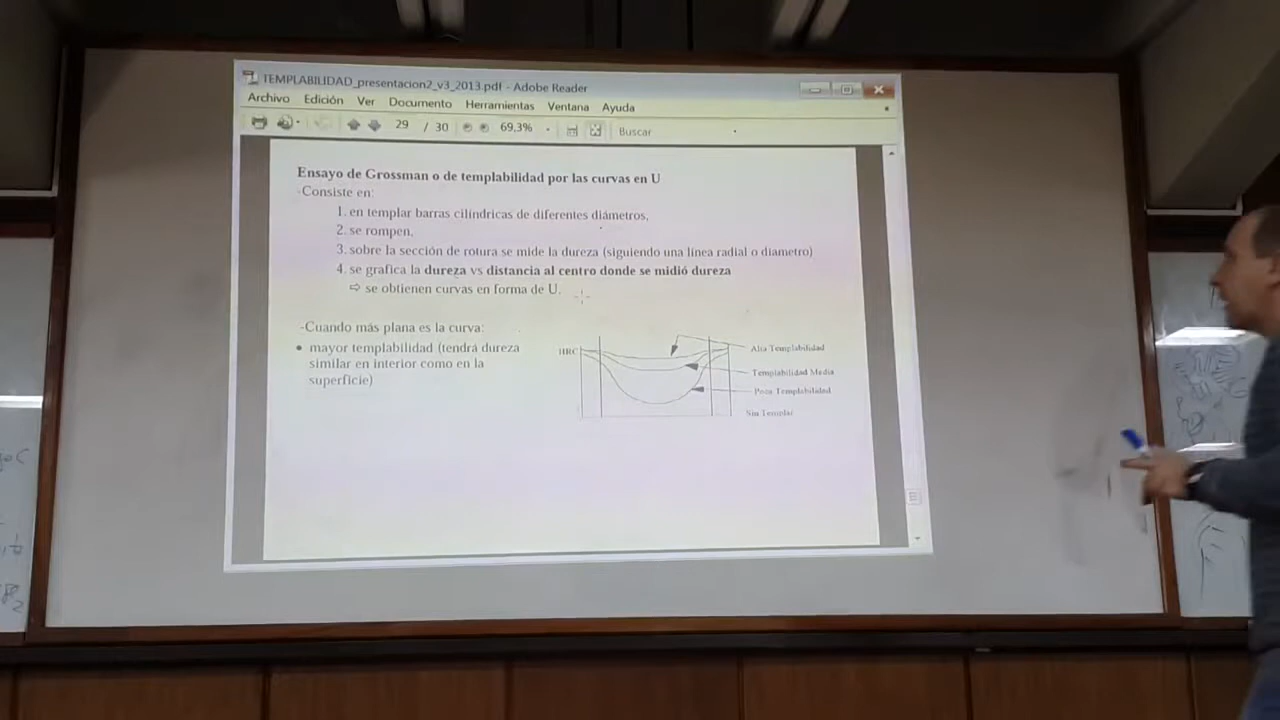 TEMPLABILIDAD_presentacion2_v3_2013.pdf - Adobe Reader
Archivo Edición Ver Documento Herramientas Ventana Ayuda
29 / 30 69,3% Buscar
Ensayo de Grossman o de templabilidad por las curvas en U
-Consiste en:
1. en templar barras cilíndricas de diferentes diámetros,
2. se rompen,
3. sobre la sección de rotura se mide la dureza (siguiendo una línea radial o diametro)
4. se grafica la dureza vs distancia al centro donde se midió dureza
⇨ se obtienen curvas en forma de U.
-Cuando más plana es la curva:
• mayor templabilidad (tendrá dureza
similar en interior como en la
superficie)
HRC
Alta Templabilidad
Templabilidad Media
Poca Templabilidad
Sin Templar